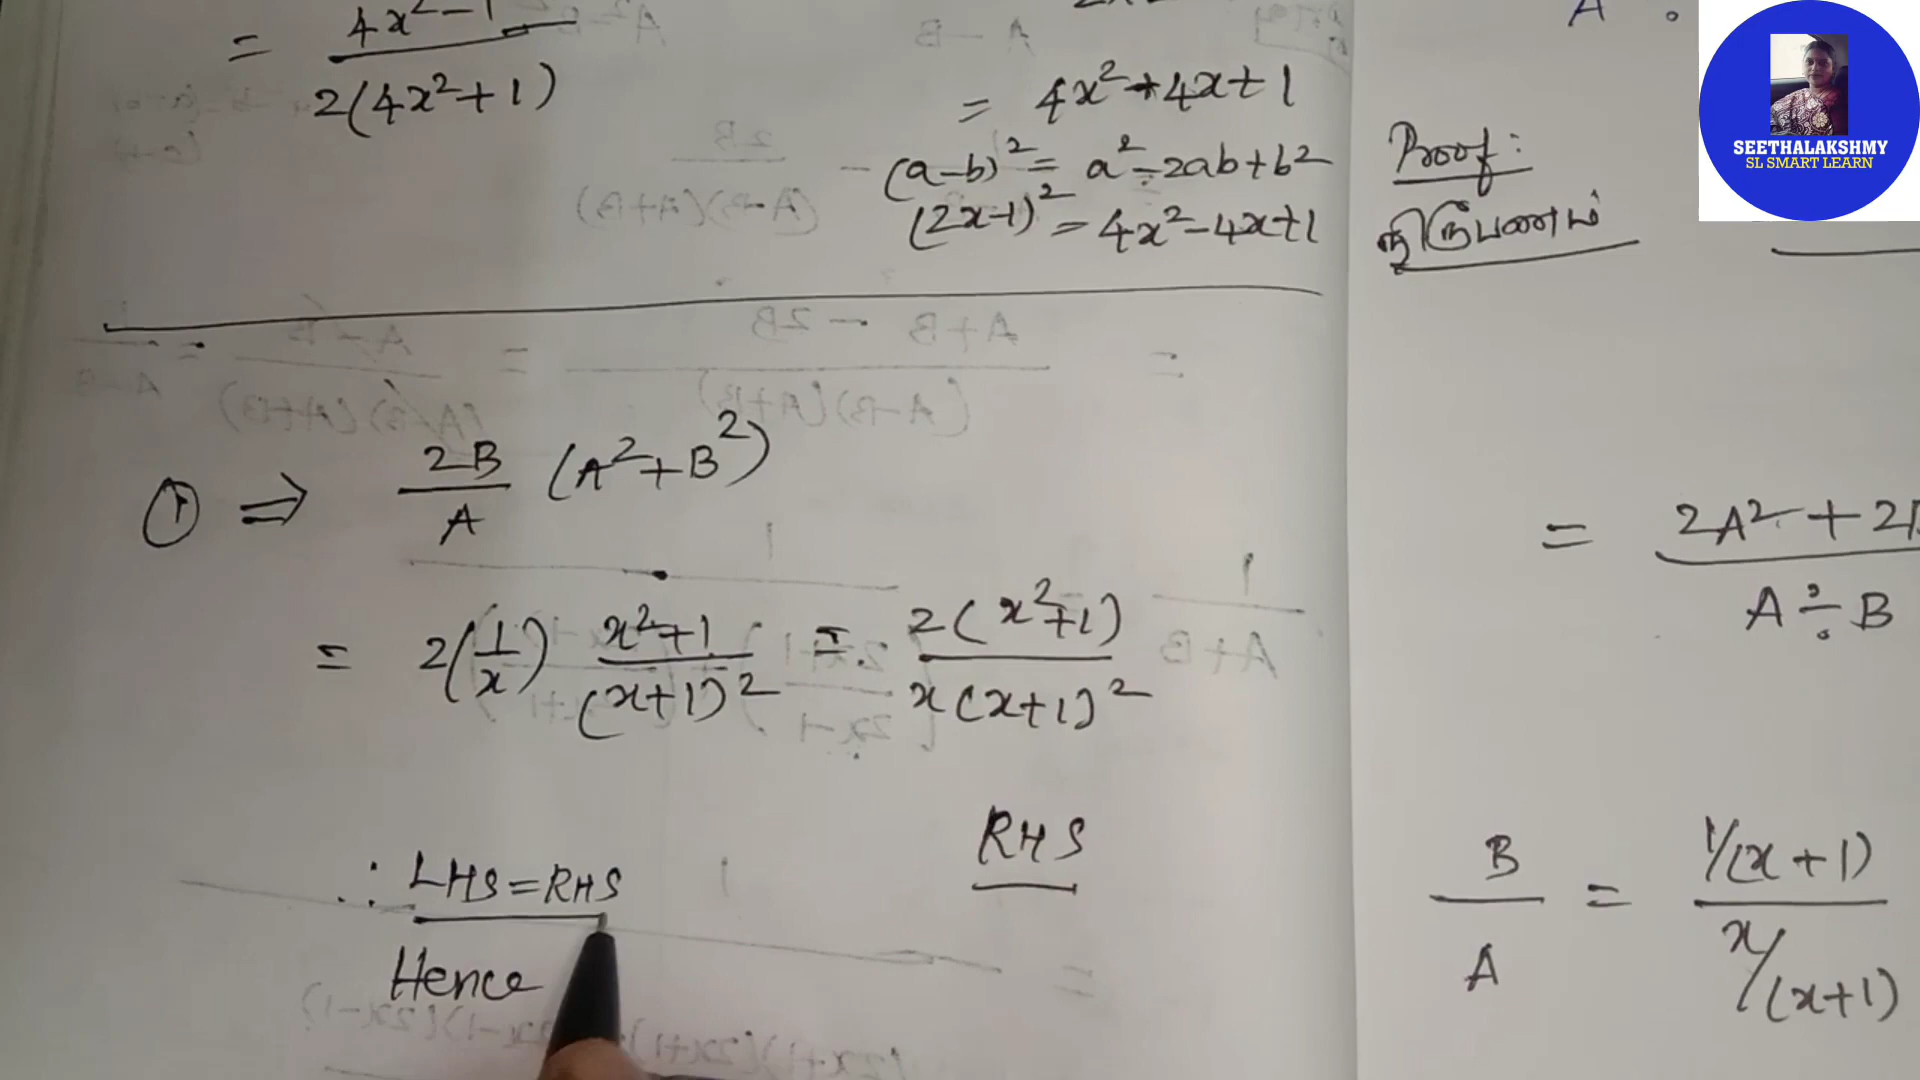 = 4x² – 1 / 2(4x² + 1)
= 4x² + 4x + 1
(a – b)² = a² – 2ab + b²
(2x – 1)² = 4x² – 4x + 1
① ⇒ 2B/A (A² + B²)
= 2(1/x) x² + 1 / (x + 1)² = 2(x² + 1) / x(x + 1)²
RHS
∴ LHS = RHS
Hence
A
SEETHALAKSHMY
SL SMART LEARN
Proof:
நிரூபணம்
= 2A² + 2 / A ÷ B
B/A = 1/(x + 1) / x/(x + 1)